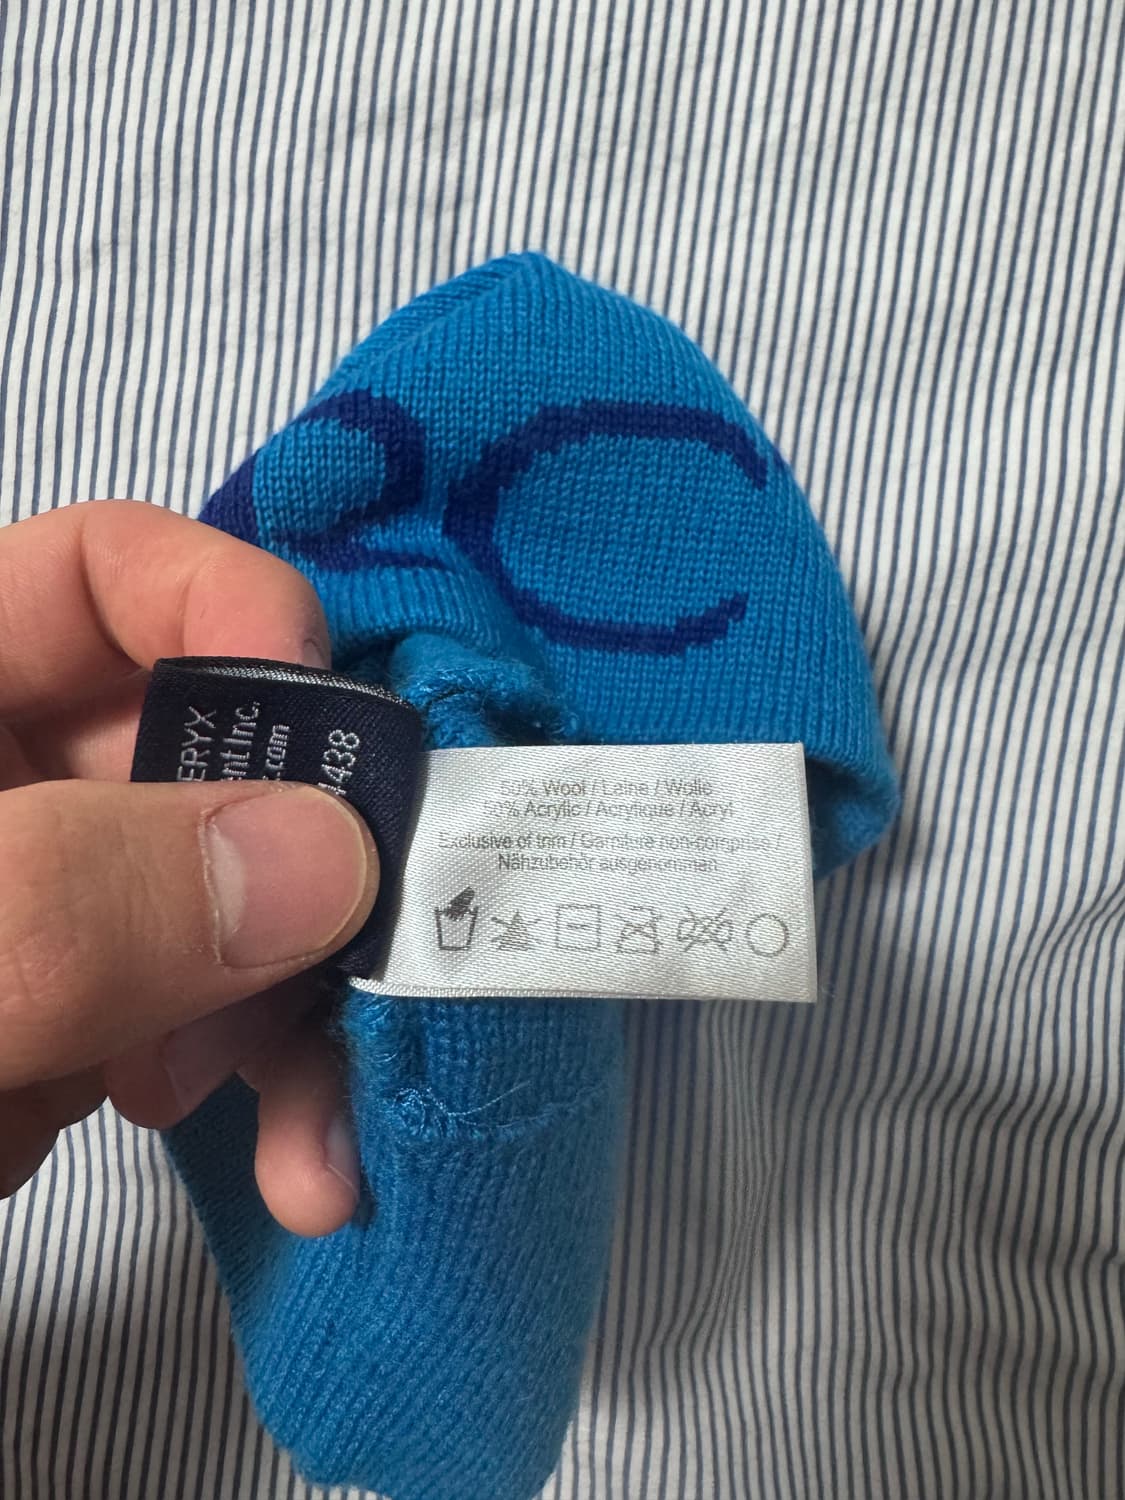 RC
ERYX
nt Inc.
.com
438
50% Wool / Laine / Wolle
50% Acrylic / Acrylique / Acryl
Exclusive of trim / Garniture non-comprise /
Nähzubehör ausgenommen